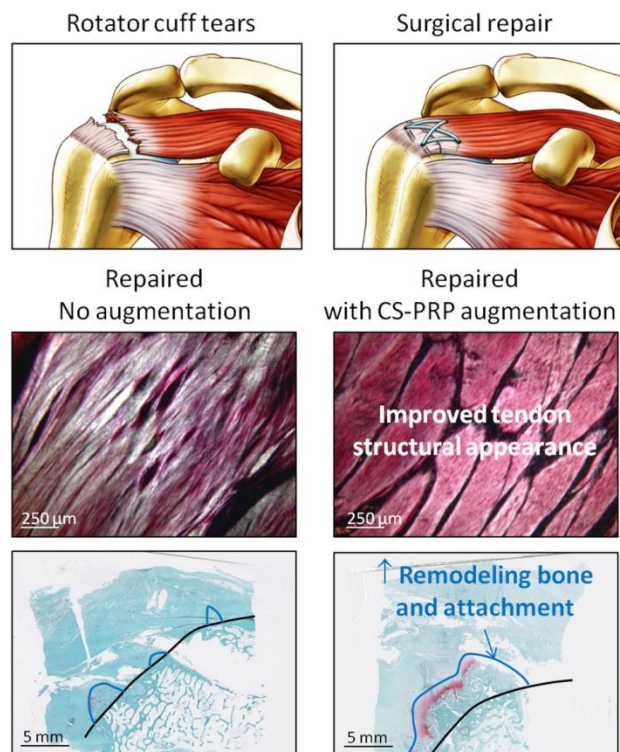 Rotator cuff tears
Surgical repair
Repaired
No augmentation
Repaired
with CS-PRP augmentation
250 µm
Improved tendon
structural appearance
250 µm
5 mm
↑ Remodeling bone
and attachment
5 mm